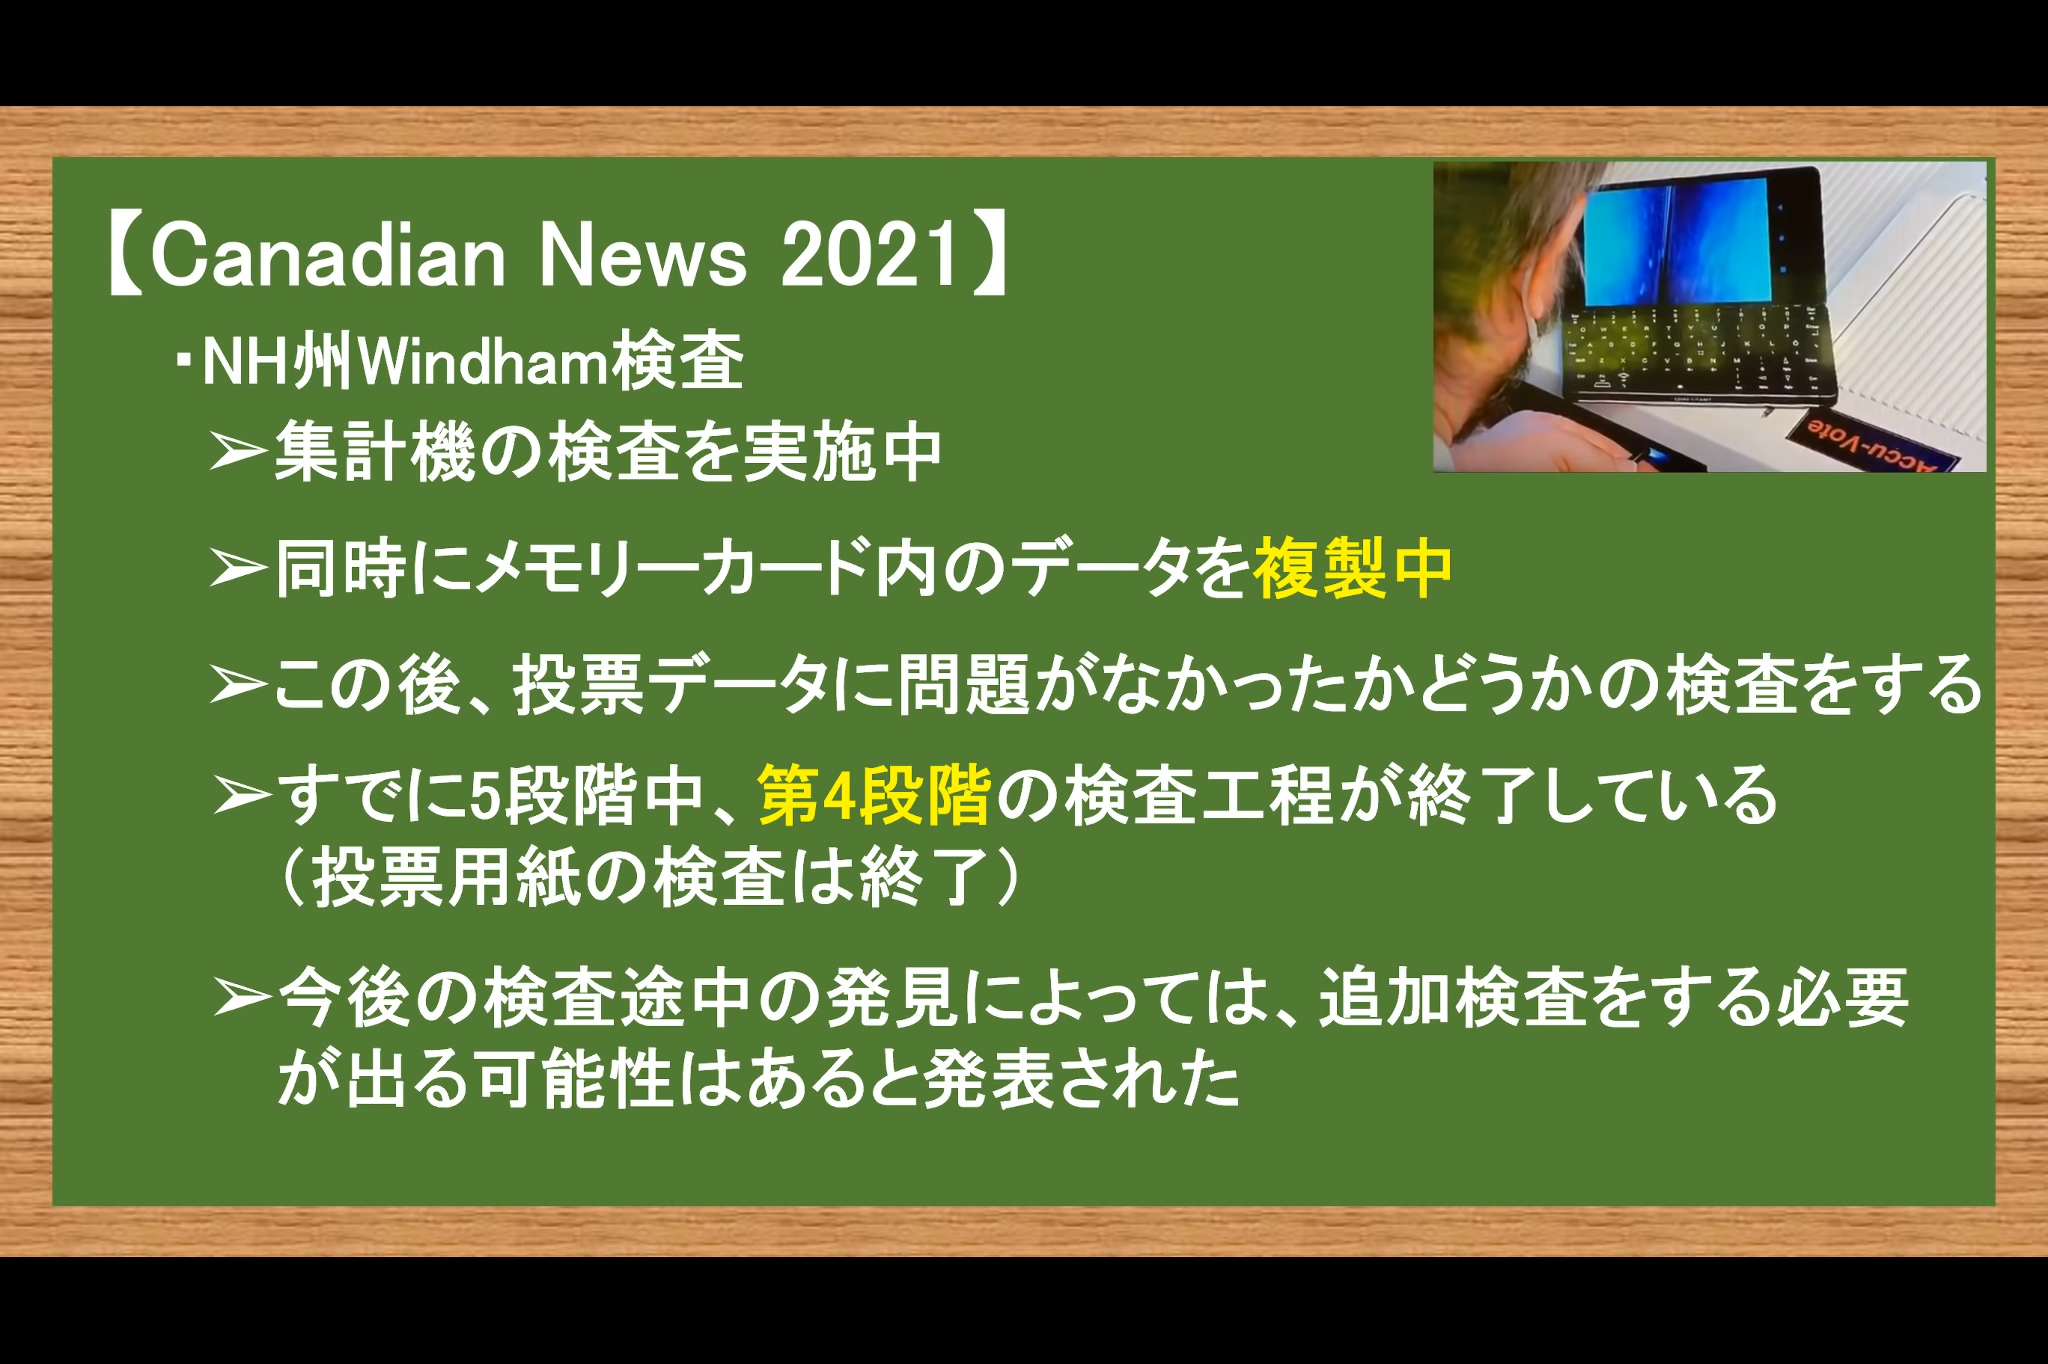 【Canadian News 2021】
・NH州Windham検査
➢集計機の検査を実施中
➢同時にメモリーカード内のデータを複製中
➢この後、投票データに問題がなかったかどうかの検査をする
➢すでに5段階中、第4段階の検査工程が終了している
（投票用紙の検査は終了）
➢今後の検査途中の発見によっては、追加検査をする必要
が出る可能性はあると発表された
Accu-Vote